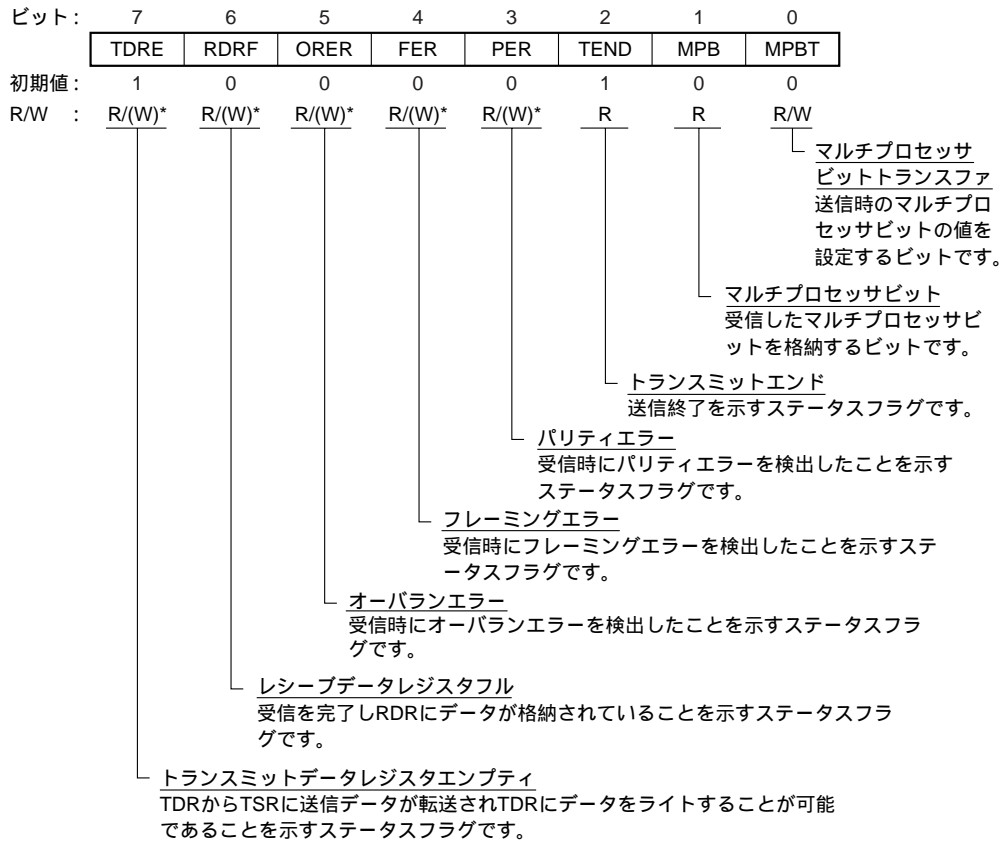 ビット： 7 6 5 4 3 2 1 0
TDRE RDRF ORER FER PER TEND MPB MPBT
初期値： 1 0 0 0 0 1 0 0
R/W ： R/(W)* R/(W)* R/(W)* R/(W)* R/(W)* R R R/W
マルチプロセッサ
ビットトランスファ
送信時のマルチプロ
セッサビットの値を
設定するビットです。
マルチプロセッサビット
受信したマルチプロセッサビ
ットを格納するビットです。
トランスミットエンド
送信終了を示すステータスフラグです。
パリティエラー
受信時にパリティエラーを検出したことを示す
ステータスフラグです。
フレーミングエラー
受信時にフレーミングエラーを検出したことを示すステ
ータスフラグです。
オーバランエラー
受信時にオーバランエラーを検出したことを示すステータスフラ
グです。
レシーブデータレジスタフル
受信を完了しRDRにデータが格納されていることを示すステータスフラ
グです。
トランスミットデータレジスタエンプティ
TDRからTSRに送信データが転送されTDRにデータをライトすることが可能
であることを示すステータスフラグです。